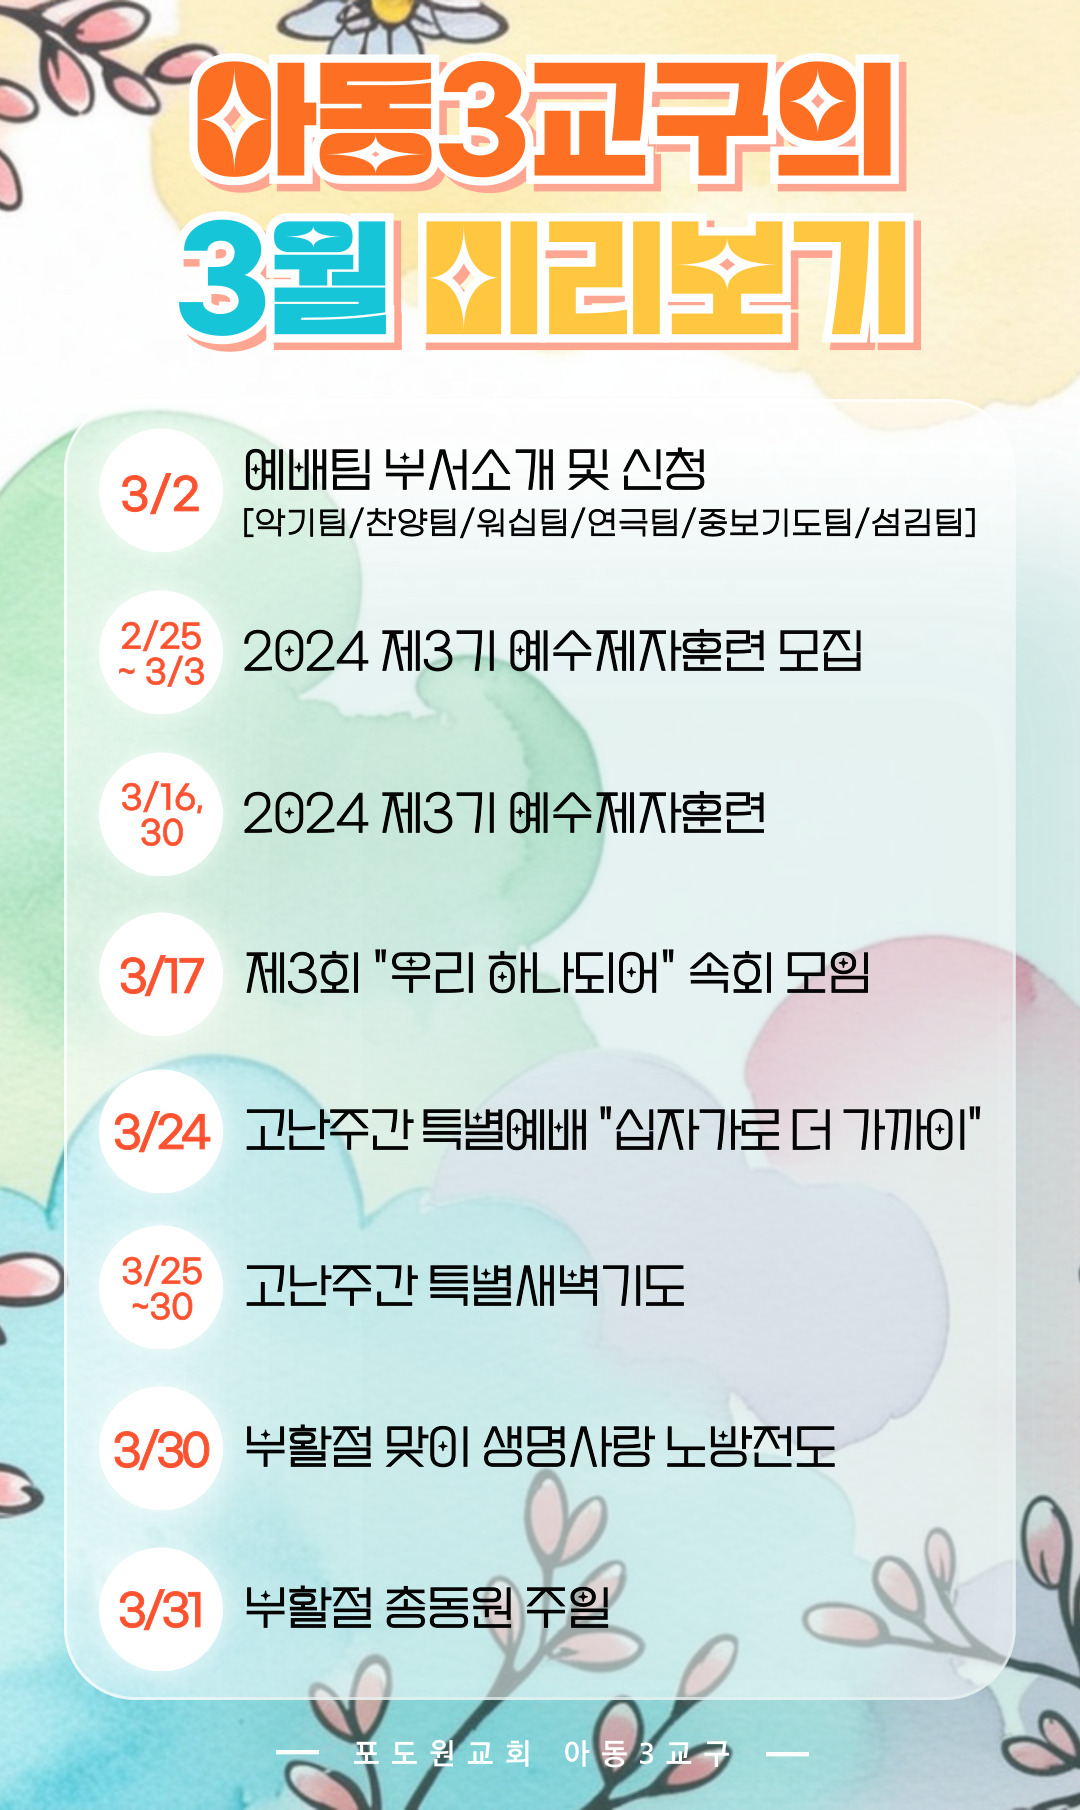 아동3교구의
3월 미리보기
3/2
예배팀 부서소개 및 신청
[악기팀/찬양팀/워십팀/연극팀/중보기도팀/섬김팀]
2/25
~ 3/3
2024 제3기 예수제자훈련 모집
3/16,
30
2024 제3기 예수제자훈련
3/17
제3회 "우리 하나되어" 속회 모임
3/24
고난주간 특별예배 "십자가로 더 가까이"
3/25
~30
고난주간 특별새벽기도
3/30
부활절 맞이 생명사랑 노방전도
3/31
부활절 총동원 주일
포도원교회 아동3교구